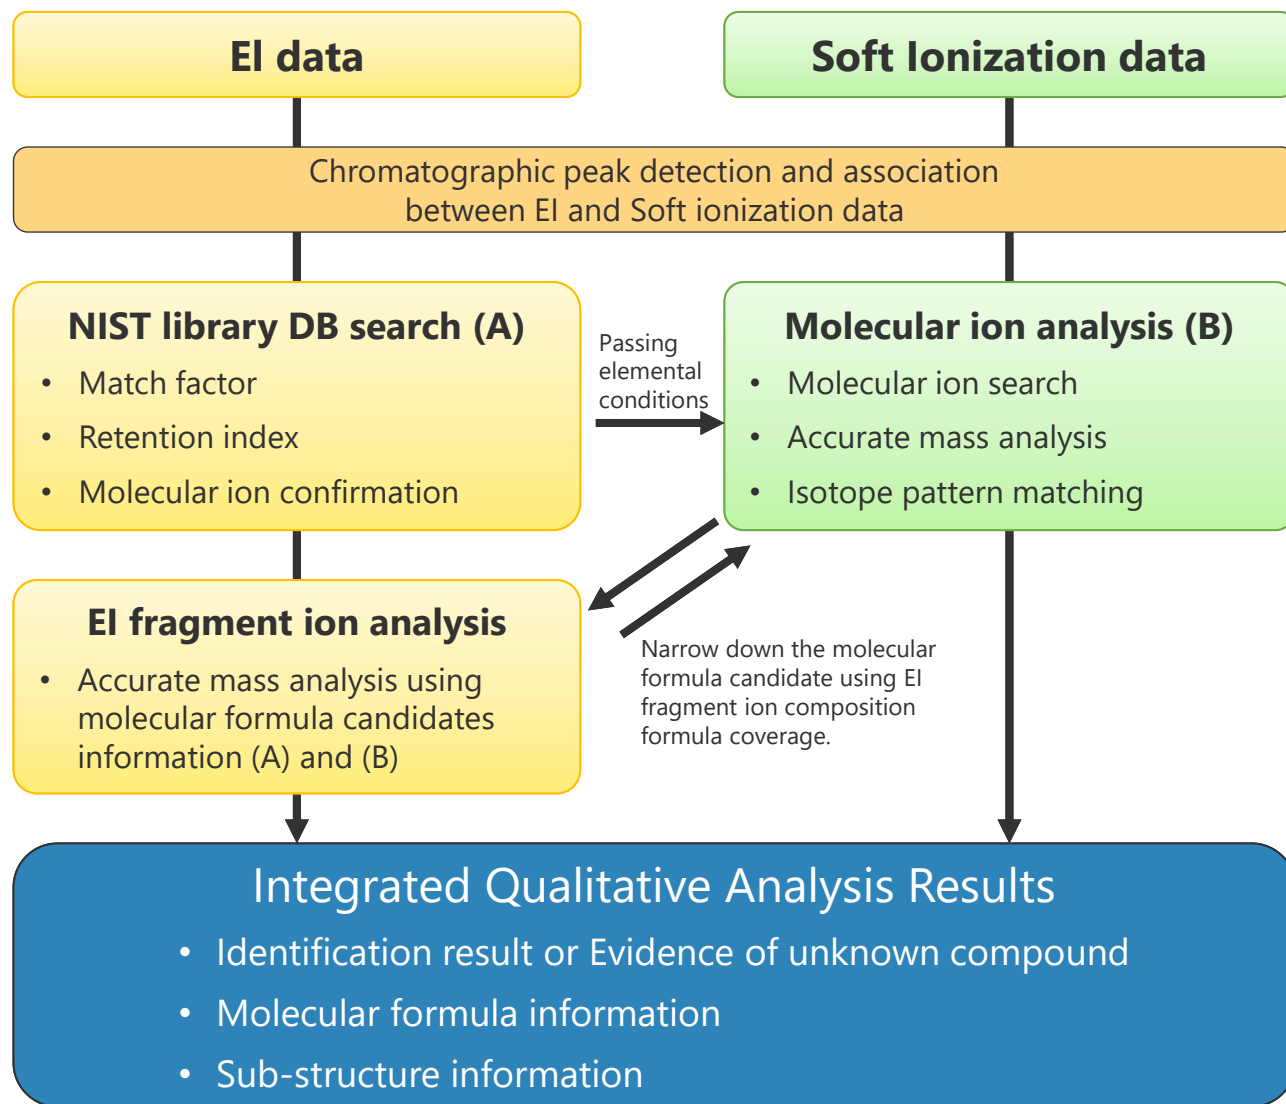 EI data
Soft Ionization data
Chromatographic peak detection and association
between EI and Soft ionization data
NIST library DB search (A)
• Match factor
• Retention index
• Molecular ion confirmation
Passing
elemental
conditions
Molecular ion analysis (B)
• Molecular ion search
• Accurate mass analysis
• Isotope pattern matching
EI fragment ion analysis
• Accurate mass analysis using
molecular formula candidates
information (A) and (B)
Narrow down the molecular
formula candidate using EI
fragment ion composition
formula coverage.
Integrated Qualitative Analysis Results
• Identification result or Evidence of unknown compound
• Molecular formula information
• Sub-structure information